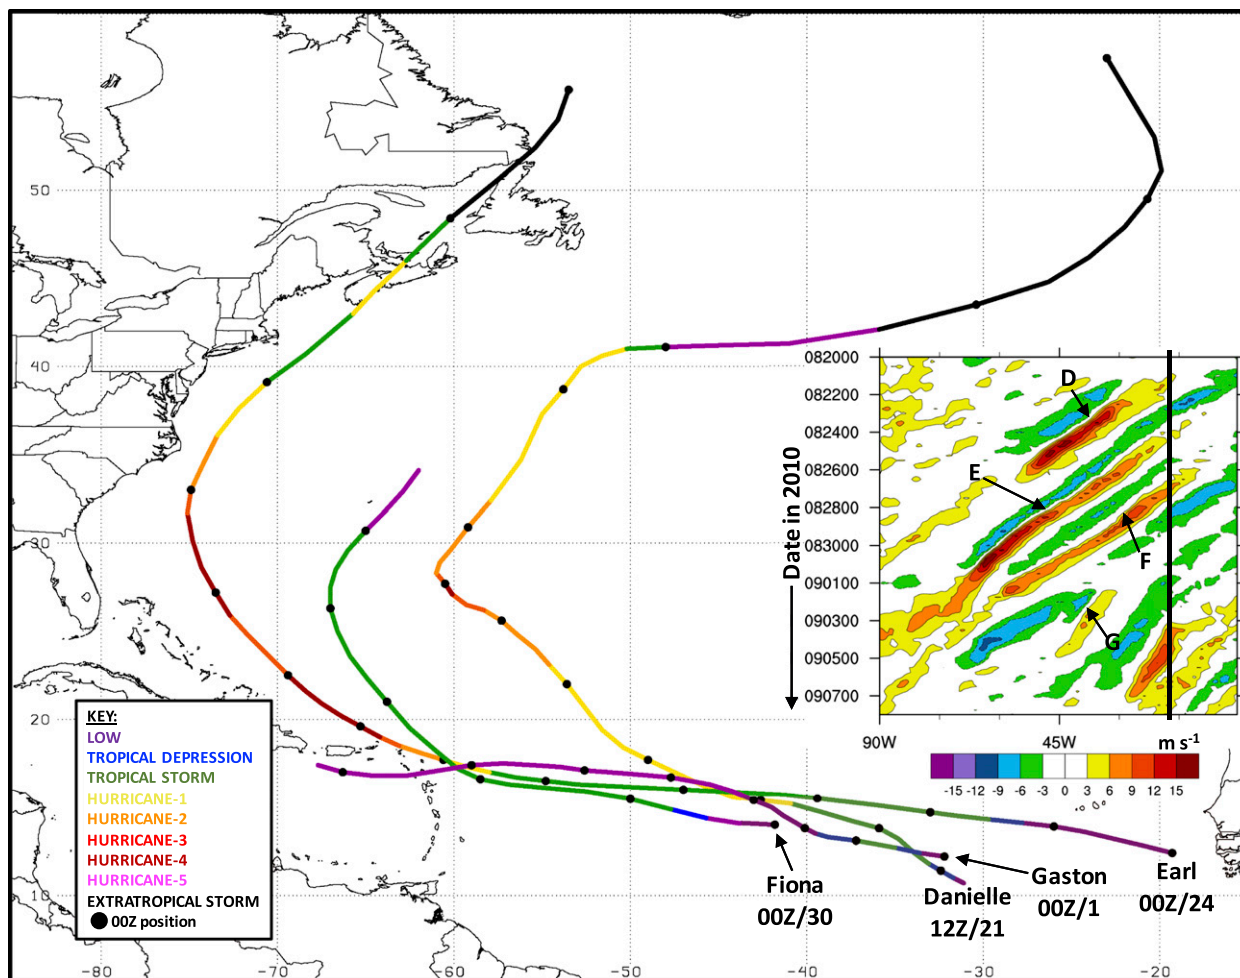 50
40
30
20
10
-80
-70
-60
-50
-40
-30
-20
KEY:
LOW
TROPICAL DEPRESSION
TROPICAL STORM
HURRICANE-1
HURRICANE-2
HURRICANE-3
HURRICANE-4
HURRICANE-5
EXTRATROPICAL STORM
00Z position
Fiona
00Z/30
Danielle
12Z/21
Gaston
00Z/1
Earl
00Z/24
Date in 2010
082000
082200
082400
082600
082800
083000
090100
090300
090500
090700
D
E
F
G
90W
45W
m s-1
-15 -12 -9 -6 -3 0 3 6 9 12 15